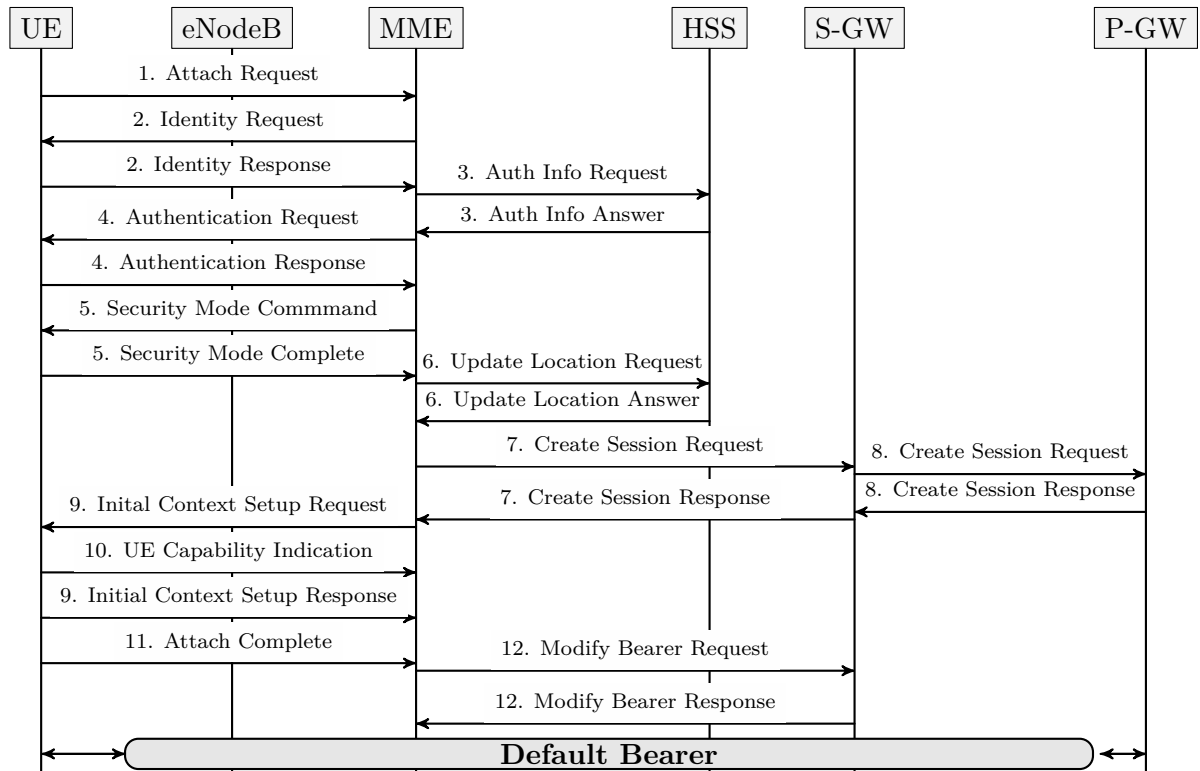 UE
eNodeB
MME
HSS
S-GW
P-GW
1. Attach Request
2. Identity Request
2. Identity Response
3. Auth Info Request
3. Auth Info Answer
4. Authentication Request
4. Authentication Response
5. Security Mode Commmand
5. Security Mode Complete
6. Update Location Request
6. Update Location Answer
7. Create Session Request
8. Create Session Request
8. Create Session Response
7. Create Session Response
9. Inital Context Setup Request
10. UE Capability Indication
9. Initial Context Setup Response
11. Attach Complete
12. Modify Bearer Request
12. Modify Bearer Response
Default Bearer